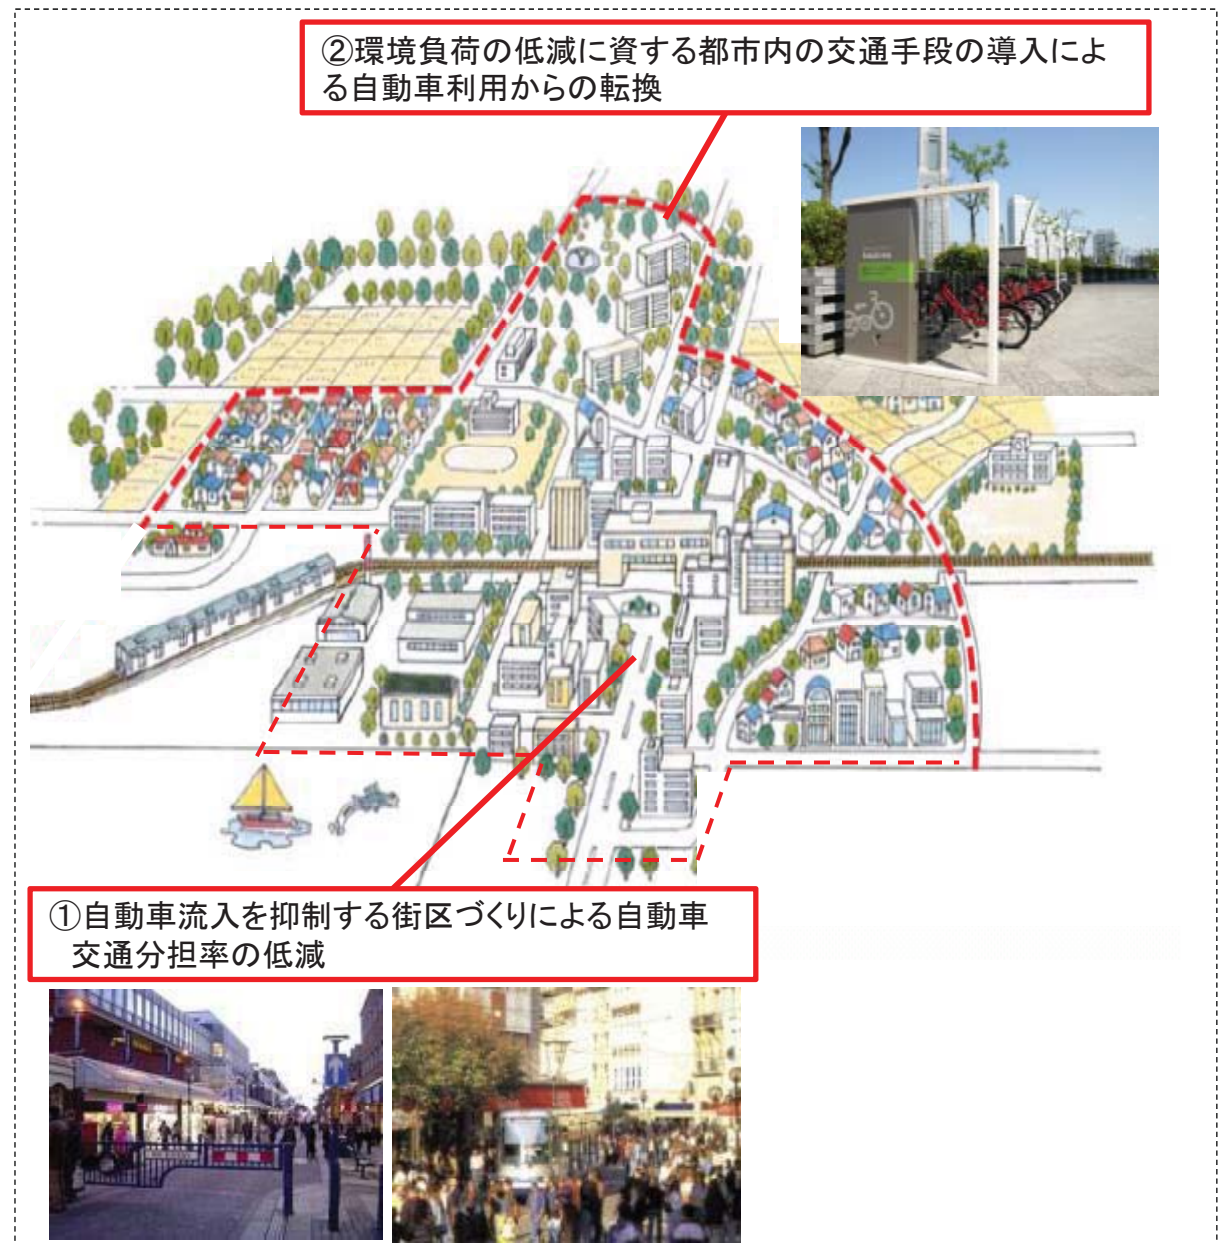 ②環境負荷の低減に資する都市内の交通手段の導入によ
る自動車利用からの転換
①自動車流入を抑制する街区づくりによる自動車
交通分担率の低減